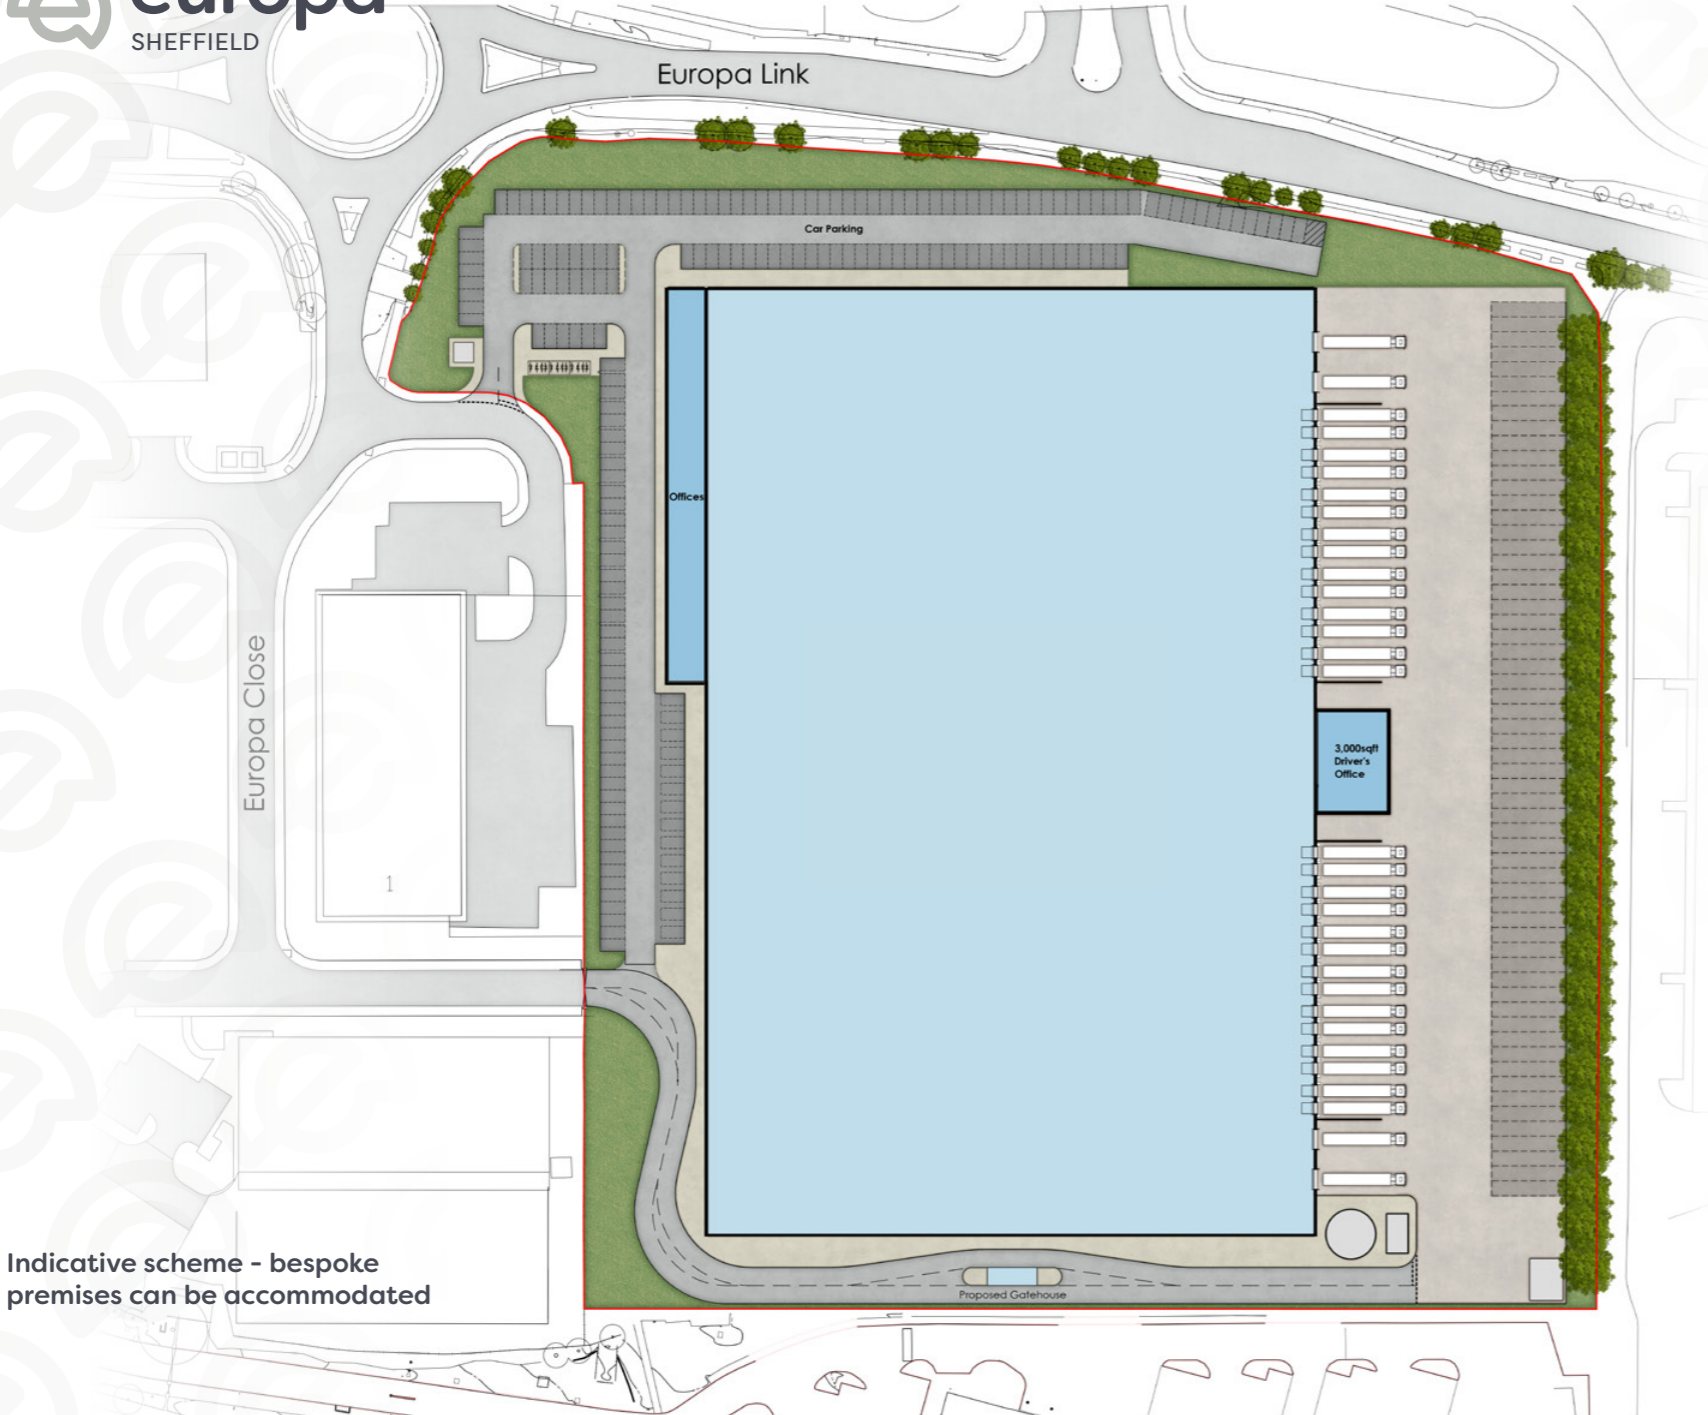 europa
SHEFFIELD
Europa Link
Car Parking
Offices
3,000sqft
Driver's
Office
Europa Close
1
Indicative scheme - bespoke
premises can be accommodated
Proposed Gatehouse